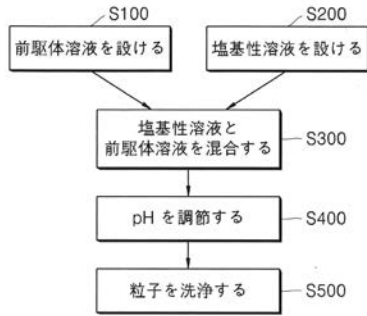 S100
前駆体溶液を設ける
S200
塩基性溶液を設ける
塩基性溶液と
前駆体溶液を混合する
S300
pH を調節する
S400
粒子を洗浄する
S500